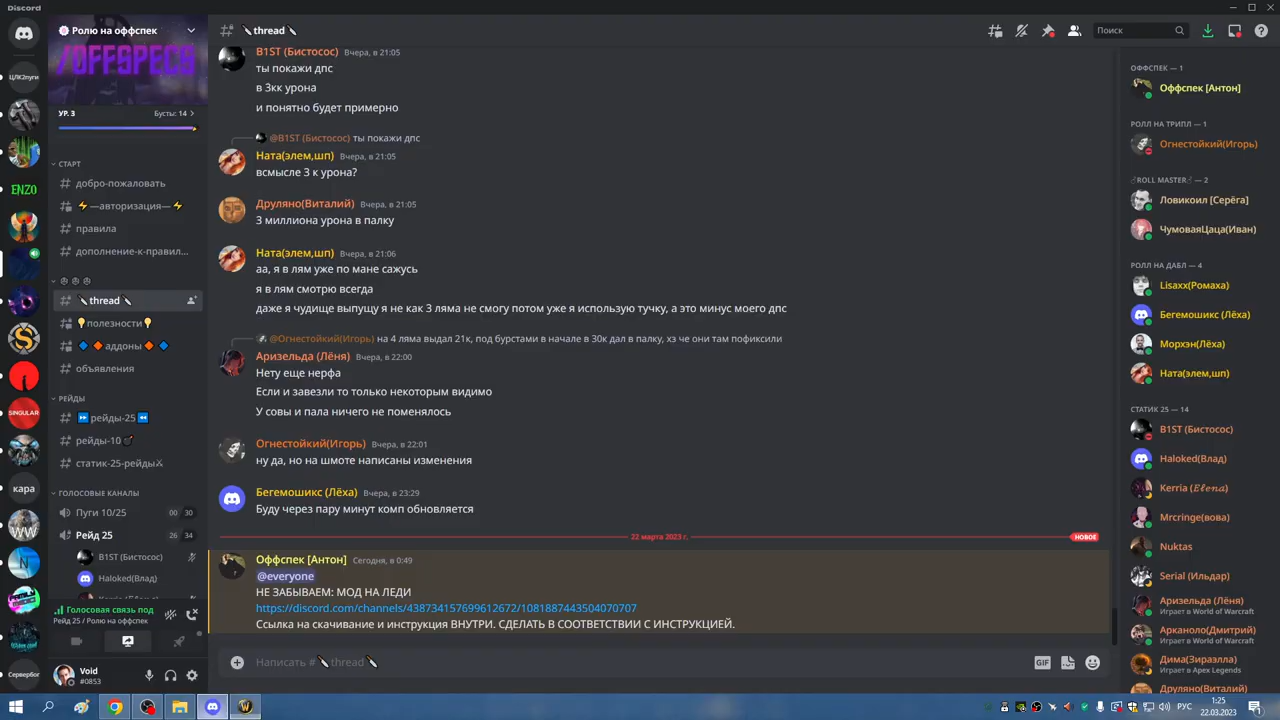 Discord
Ролю на оффспек
/OFFSPECS
УР. 3
Бусты: 14
СТАРТ
добро-пожаловать
—авторизация—
правила
дополнение-к-правил...
thread
полезности
аддоны
объявления
РЕЙДЫ
рейды-25
рейды-10
статик-25-рейды
ГОЛОСОВЫЕ КАНАЛЫ
Пуги 10/25
00 30
Рейд 25
26 34
B1ST (Бистосос)
Haloked(Влад)
Голосовая связь под
Рейд 25 / Ролю на оффспек
Void
#0853
ЦЛК2пуги
ENZO
SINGULAR
кара
WW
Сервербог
thread
Поиск
B1ST (Бистосос) Вчера, в 21:05
ты покажи дпс
в 3кк урона
и понятно будет примерно
@B1ST (Бистосос) ты покажи дпс
Ната(элем,шп) Вчера, в 21:05
всмысле 3 к урона?
Друляно(Виталий) Вчера, в 21:05
3 миллиона урона в палку
Ната(элем,шп) Вчера, в 21:06
аа, я в лям уже по мане сажусь
я в лям смотрю всегда
даже я чудище выпущу я не как 3 ляма не смогу потом уже я использую тучку, а это минус моего дпс
@Огнестойкий(Игорь) на 4 ляма выдал 21к, под бурстами в начале в 30к дал в палку, хз че они там пофиксили
Аризельда (Лёня) Вчера, в 22:00
Нету еще нерфа
Если и завезли то только некоторым видимо
У совы и пала ничего не поменялось
Огнестойкий(Игорь) Вчера, в 22:01
ну да, но на шмоте написаны изменения
Бегемошикс (Лёха) Вчера, в 23:29
Буду через пару минут комп обновляется
22 марта 2023 г.
НОВОЕ
Оффспек [Антон] Сегодня, в 0:49
@everyone
НЕ ЗАБЫВАЕМ: МОД НА ЛЕДИ
https://discord.com/channels/438734157699612672/1081887443504070707
Ссылка на скачивание и инструкция ВНУТРИ. СДЕЛАТЬ В СООТВЕТСТВИИ С ИНСТРУКЦИЕЙ.
Написать # thread
GIF
ОФФСПЕК — 1
Оффспек [Антон]
РОЛЛ НА ТРИПЛ — 1
Огнестойкий(Игорь)
ROLL MASTER — 2
Ловикоил [Серёга]
ЧумоваяЦаца(Иван)
РОЛЛ НА ДАБЛ — 4
Lisaxx(Ромаха)
Бегемошикс (Лёха)
Морхэн(Лёха)
Ната(элем,шп)
СТАТИК 25 — 14
B1ST (Бистосос)
Haloked(Влад)
Kerria (Elena)
Mrcringe(вова)
Nuktas
Serial (Ильдар)
Аризельда (Лёня)
Играет в World of Warcraft
Арканоло(Дмитрий)
Играет в World of Warcraft
Дима(Зираэлла)
Играет в Apex Legends
Друляно(Виталий)
РУС
1:25
22.03.2023